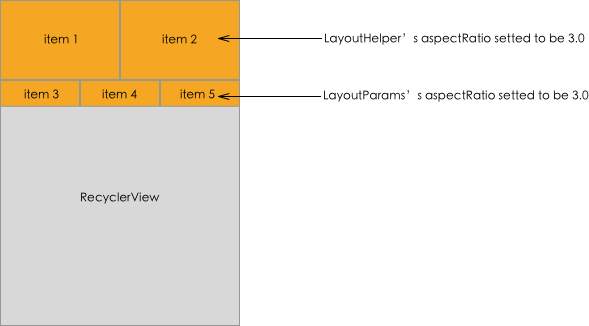 item 1
item 2
LayoutHelper’ s aspectRatio setted to be 3.0
item 3
item 4
item 5
LayoutParams’ s aspectRatio setted to be 3.0
RecyclerView